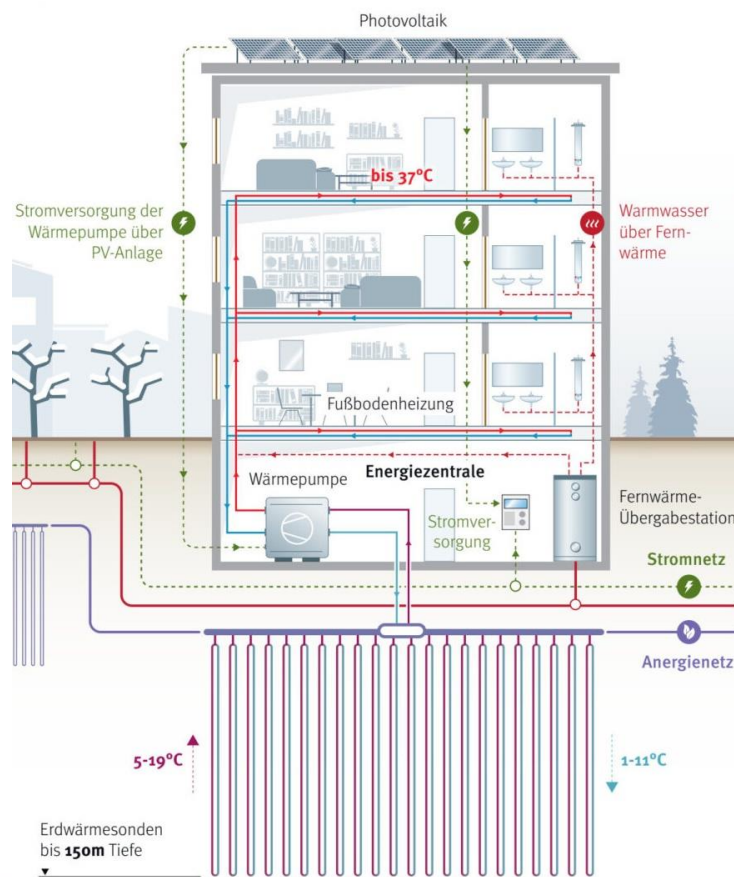 Photovoltaik
bis 37°C
Stromversorgung der
Wärmepumpe über
PV-Anlage
Warmwasser
über Fern-
wärme
Fußbodenheizung
Energiezentrale
Wärmepumpe
Stromver-
sorgung
Fernwärme-
Übergabestation
Stromnetz
Anergienetz
5-19°C
1-11°C
Erdwärmesonden
bis 150m Tiefe